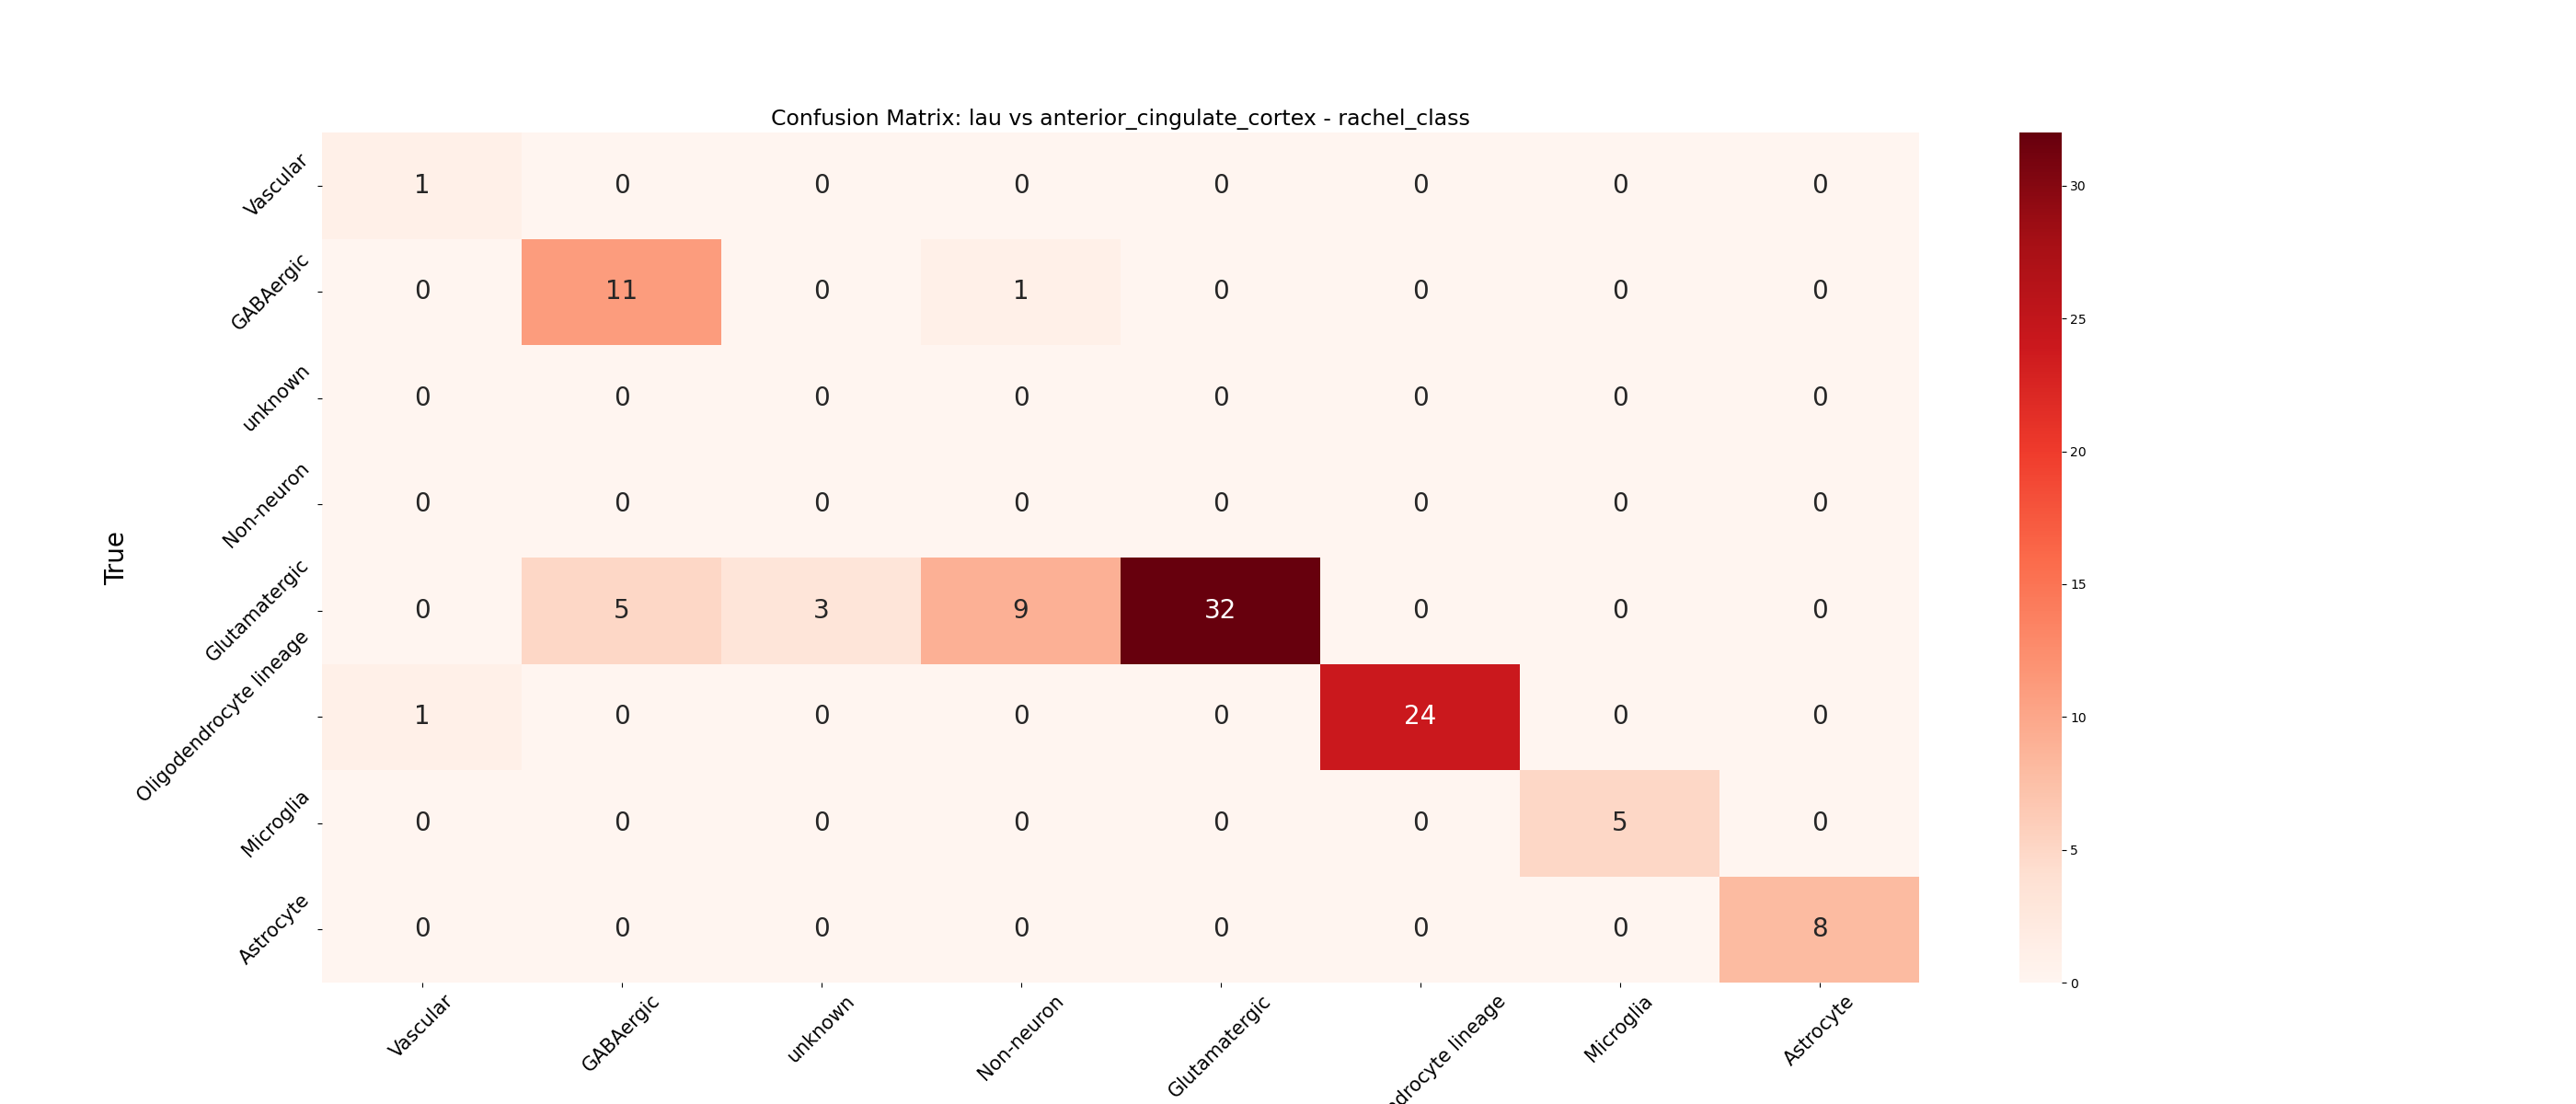 Confusion Matrix: lau vs anterior_cingulate_cortex - rachel_class
Vascular 1 0 0 0 0 0 0 0
GABAergic 0 11 0 1 0 0 0 0
unknown 0 0 0 0 0 0 0 0
Non-neuron 0 0 0 0 0 0 0 0
Glutamatergic 0 5 3 9 32 0 0 0
Oligodendrocyte lineage 1 0 0 0 0 24 0 0
Microglia 0 0 0 0 0 0 5 0
Astrocyte 0 0 0 0 0 0 0 8
True
Vascular GABAergic unknown Non-neuron Glutamatergic lineage Microglia Astrocyte
30
25
20
15
10
5
0